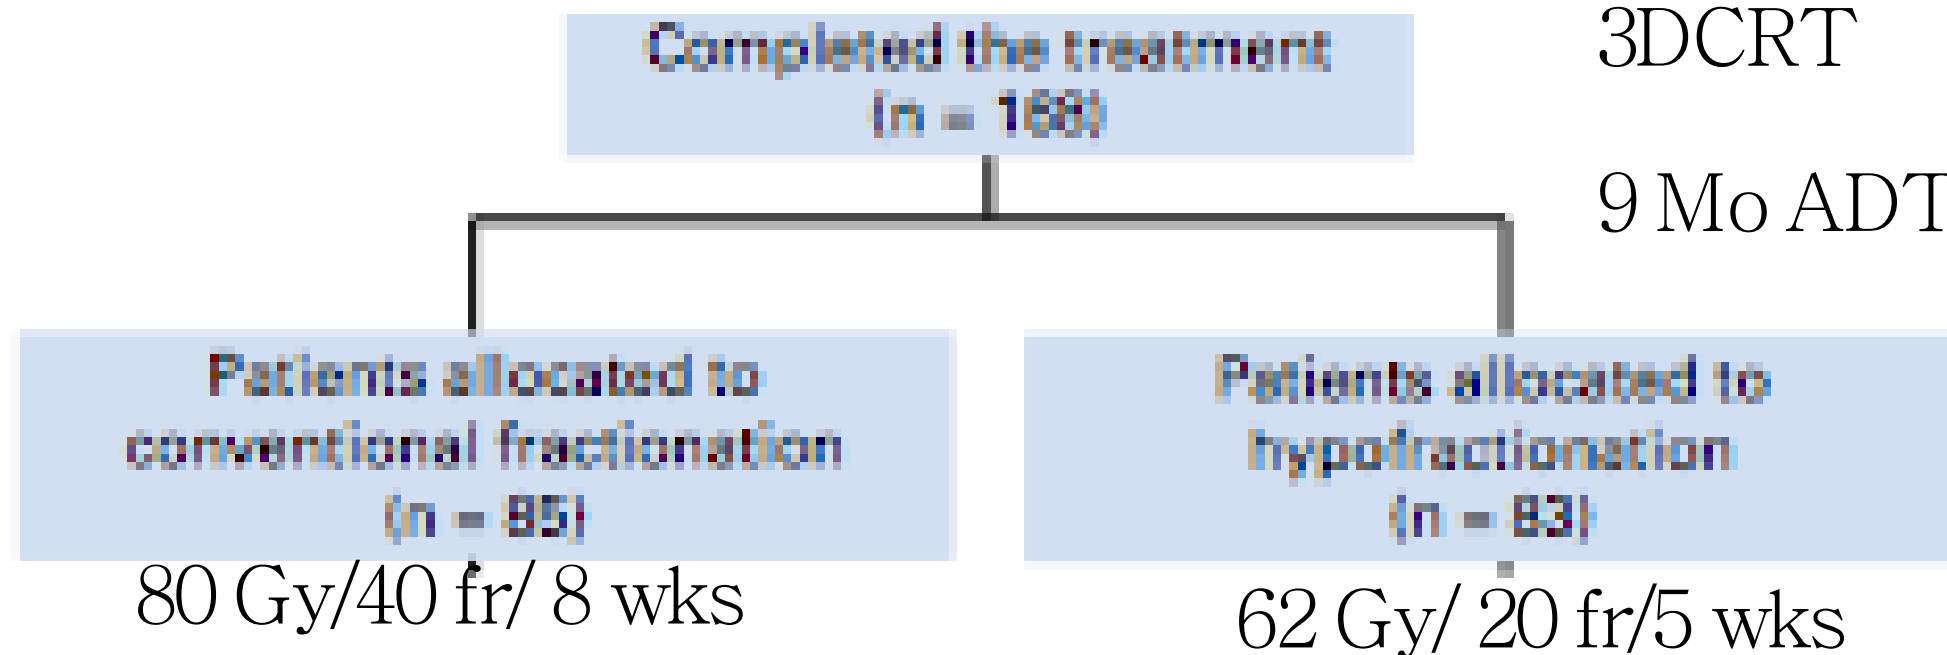 Completed the treatment
(n = 168)
3DCRT
9 Mo ADT
Patients allocated to
conventional fractionation
(n = 85)
80 Gy/40 fr/ 8 wks
Patients allocated to
hypofractionation
(n = 83)
62 Gy/ 20 fr/5 wks